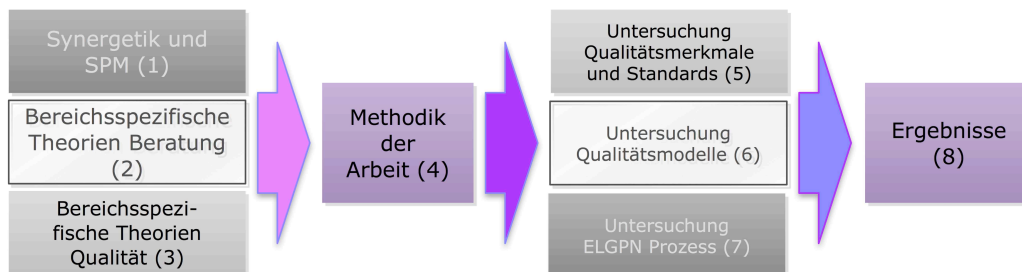 Synergetik und
SPM (1)
Bereichsspezifische
Theorien Beratung
(2)
Bereichsspezi-
fische Theorien
Qualität (3)
Methodik
der
Arbeit (4)
Untersuchung
Qualitätsmerkmale
und Standards (5)
Untersuchung
Qualitätsmodelle (6)
Untersuchung
ELGPN Prozess (7)
Ergebnisse
(8)